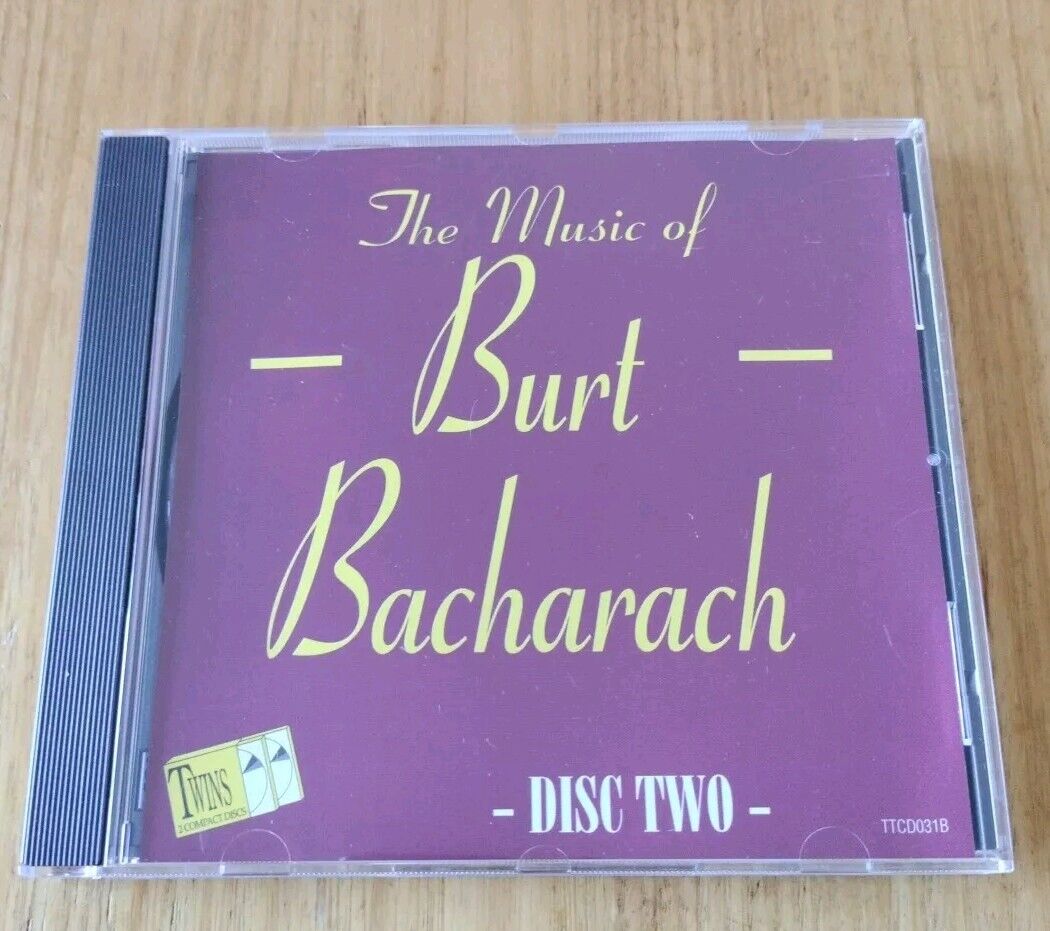 The Music of
– Burt –
Bacharach
TWINS
2 COMPACT DISCS
- DISC TWO -
TTCD031B